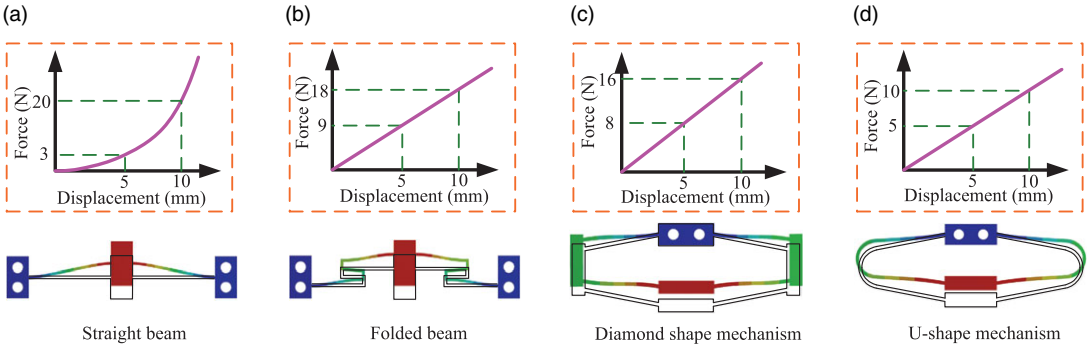 (a)
Force (N)
20
3
5
10
Displacement (mm)
Straight beam
(b)
Force (N)
18
9
5
10
Displacement (mm)
Folded beam
(c)
Force (N)
16
8
5
10
Displacement (mm)
Diamond shape mechanism
(d)
Force (N)
10
5
5
10
Displacement (mm)
U-shape mechanism